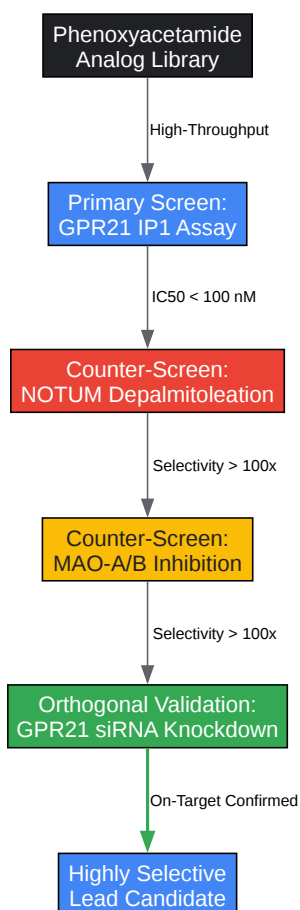 Phenoxyacetamide
Analog Library
High-Throughput
Primary Screen:
GPR21 IP1 Assay
IC50 < 100 nM
Counter-Screen:
NOTUM Depalmitoleation
Selectivity > 100x
Counter-Screen:
MAO-A/B Inhibition
Selectivity > 100x
Orthogonal Validation:
GPR21 siRNA Knockdown
On-Target Confirmed
Highly Selective
Lead Candidate